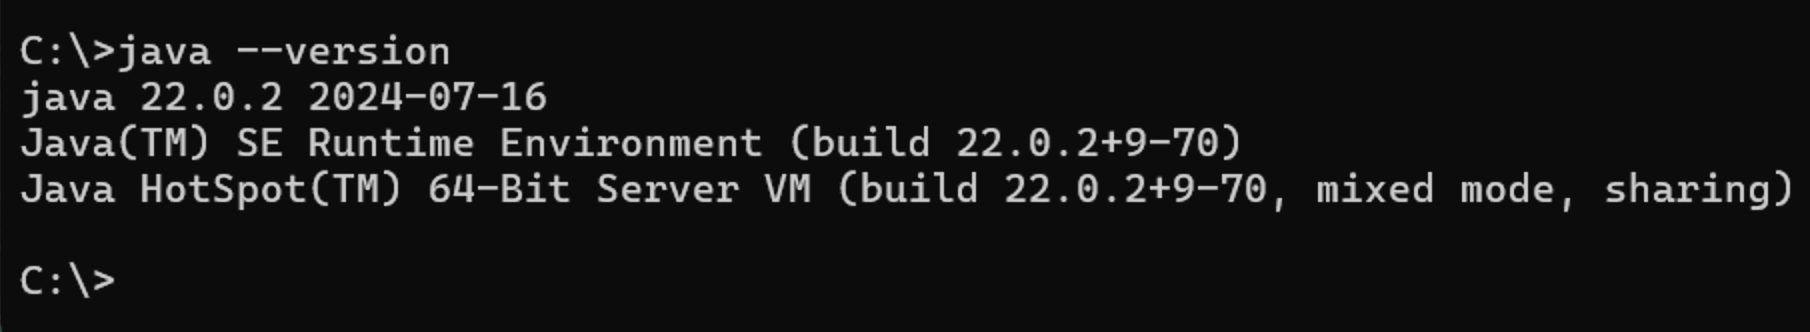 C:\>java --version
java 22.0.2 2024-07-16
Java(TM) SE Runtime Environment (build 22.0.2+9-70)
Java HotSpot(TM) 64-Bit Server VM (build 22.0.2+9-70, mixed mode, sharing)
C:\>